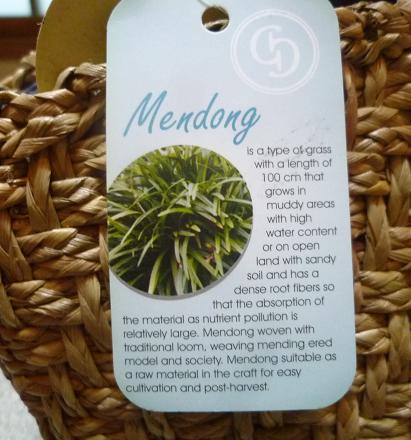 CD
Mendong
is a type of grass
with a length of
100 cm that
grows in
muddy areas
with high
water content
or on open
land with sandy
soil and has a
dense root fibers so
that the absorption of
the material as nutrient pollution is
relatively large. Mendong woven with
traditional loom, weaving mending ered
model and society. Mendong suitable as
a raw material in the craft for easy
cultivation and post-harvest.